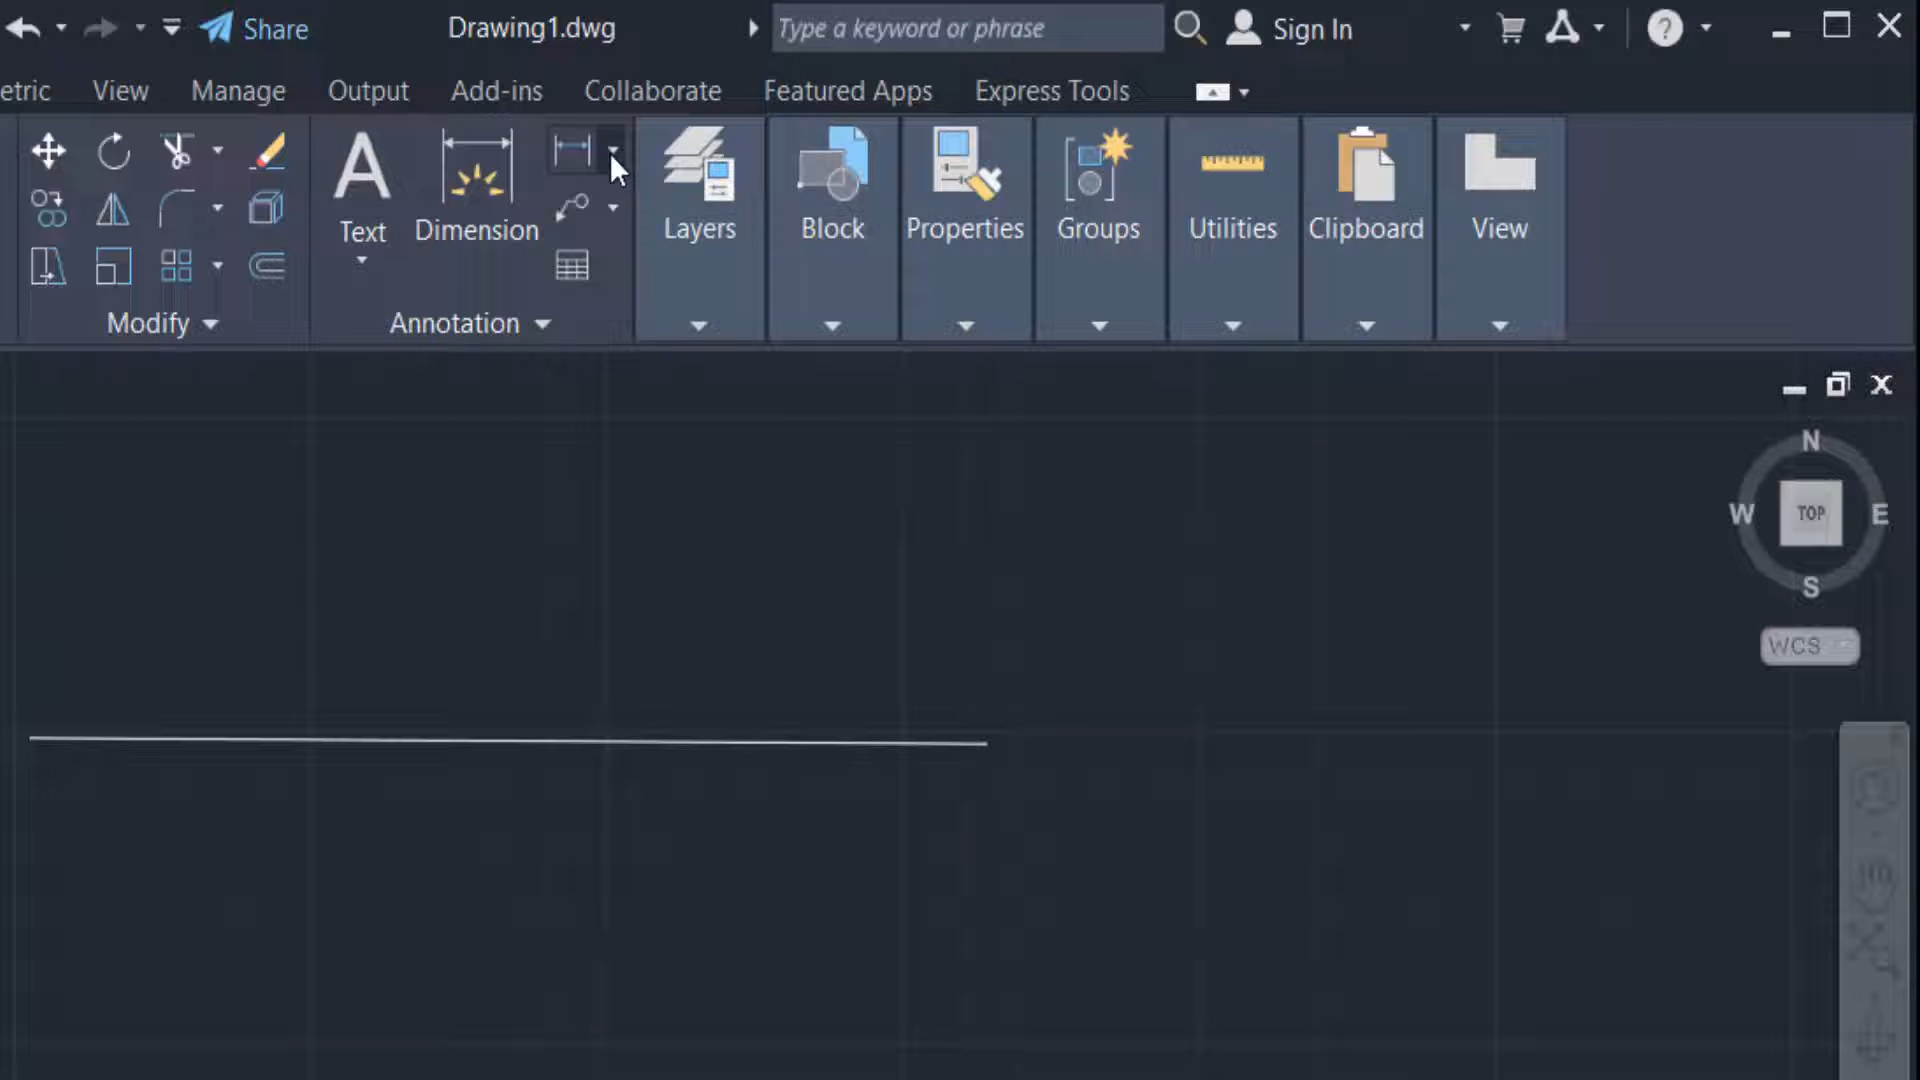 Share
Drawing1.dwg
Type a keyword or phrase
Sign In
?
etric
View
Manage
Output
Add-ins
Collaborate
Featured Apps
Express Tools
A
Text
Dimension
Layers
Block
Properties
Groups
Utilities
Clipboard
View
Modify
Annotation
N
W
TOP
E
S
WCS